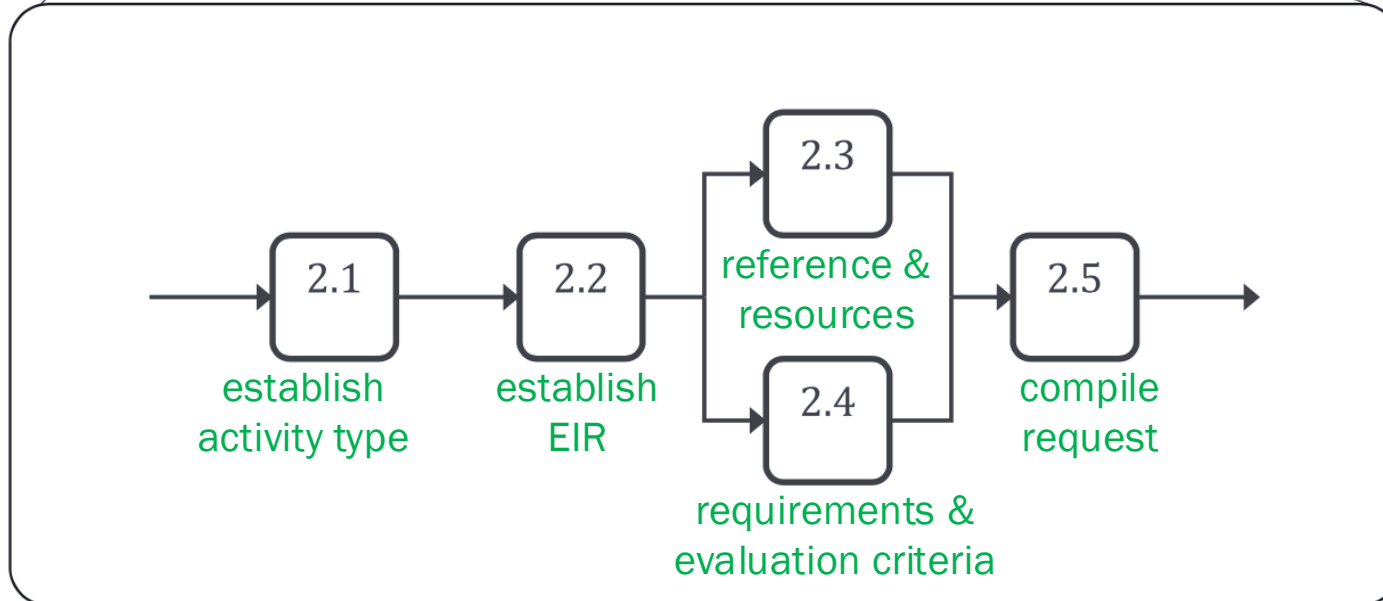 2.1
establish
activity type
2.2
establish
EIR
2.3
reference &
resources
2.4
requirements &
evaluation criteria
2.5
compile
request